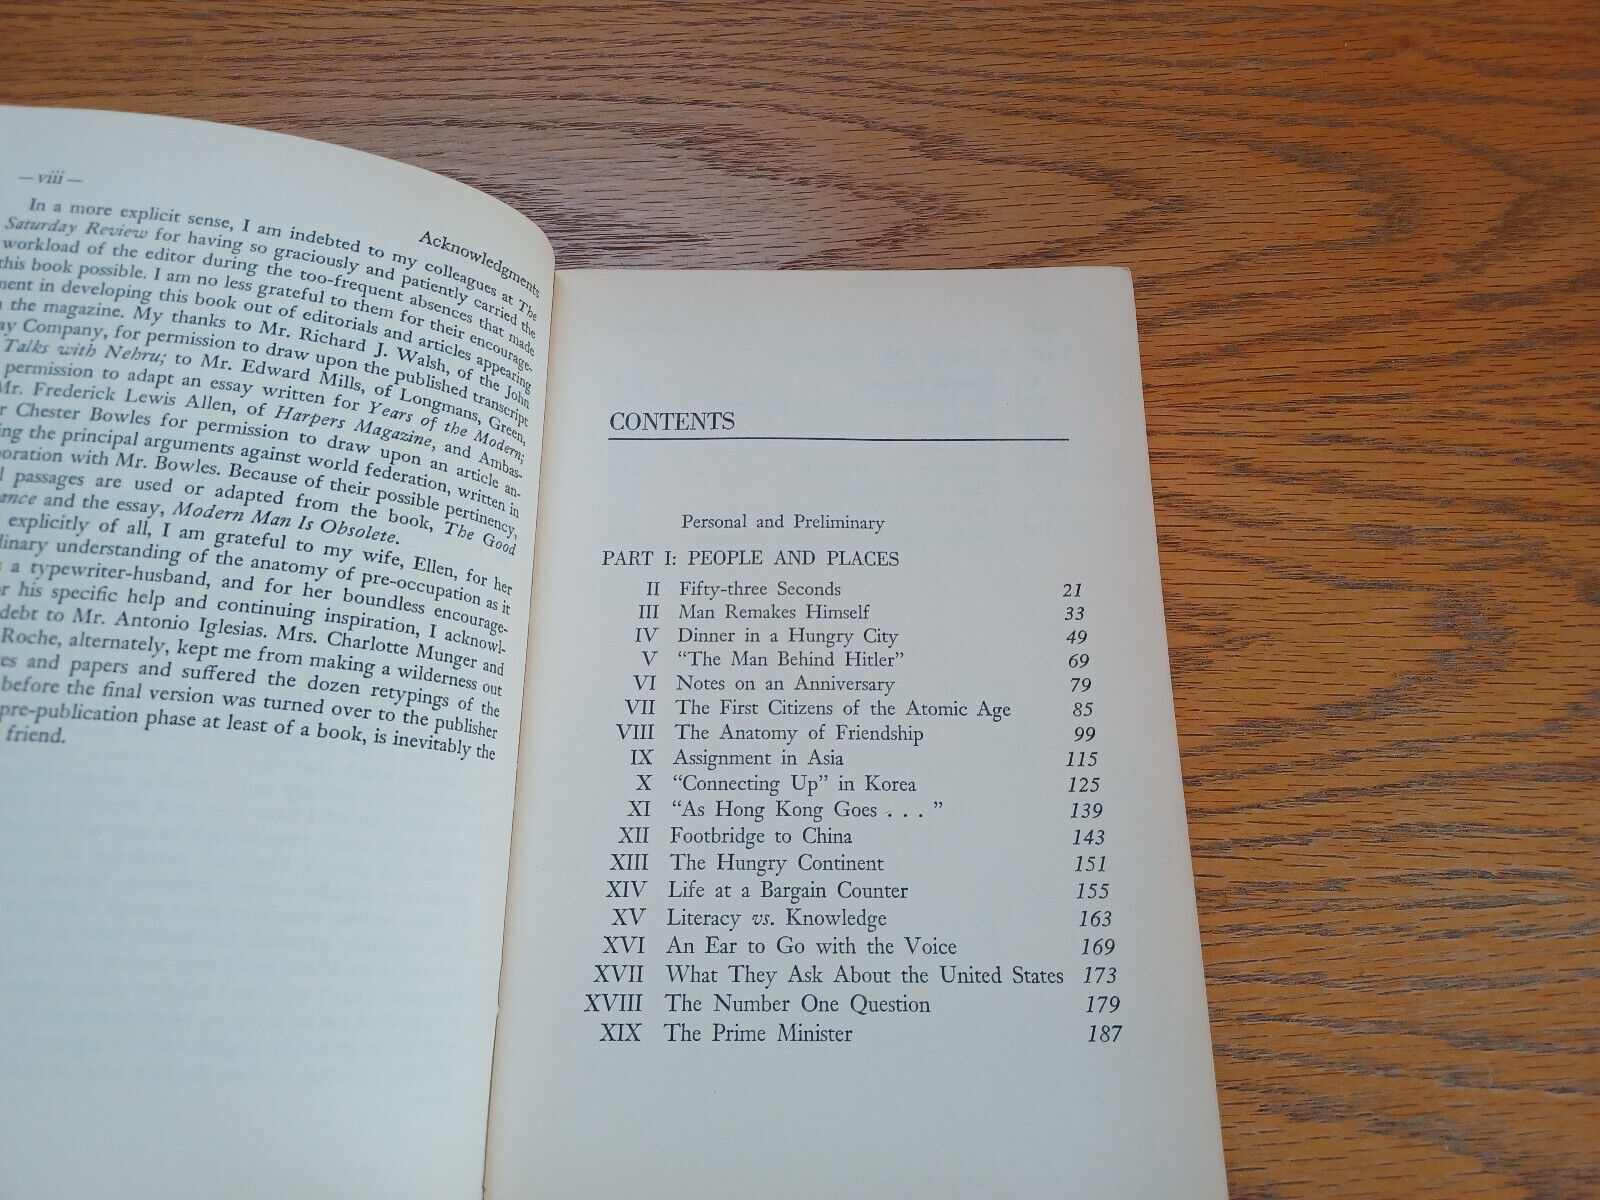 — viii —
Acknowledgments
In a more explicit sense, I am indebted to my colleagues at The
Saturday Review for having so graciously and patiently carried the
workload of the editor during the too-frequent absences that made
this book possible. I am no less grateful to them for their encourage-
ment in developing this book out of editorials and articles appearing
the magazine. My thanks to Mr. Richard J. Walsh, of the John
ay Company, for permission to draw upon the published transcript
Talks with Nehru; to Mr. Edward Mills, of Longmans, Green,
permission to adapt an essay written for Years of the Modern;
Mr. Frederick Lewis Allen, of Harpers Magazine, and Ambas-
r Chester Bowles for permission to draw upon an article an-
ing the principal arguments against world federation, written in
oration with Mr. Bowles. Because of their possible pertinency,
l passages are used or adapted from the book, The Good
ance and the essay, Modern Man Is Obsolete.
explicitly of all, I am grateful to my wife, Ellen, for her
dinary understanding of the anatomy of pre-occupation as it
s a typewriter-husband, and for her boundless encourage-
r his specific help and continuing inspiration, I acknowl-
debt to Mr. Antonio Iglesias. Mrs. Charlotte Munger and
Roche, alternately, kept me from making a wilderness out
es and papers and suffered the dozen retypings of the
before the final version was turned over to the publisher
pre-publication phase at least of a book, is inevitably the
friend.
CONTENTS
Personal and Preliminary
PART I: PEOPLE AND PLACES
II Fifty-three Seconds 21
III Man Remakes Himself 33
IV Dinner in a Hungry City 49
V "The Man Behind Hitler" 69
VI Notes on an Anniversary 79
VII The First Citizens of the Atomic Age 85
VIII The Anatomy of Friendship 99
IX Assignment in Asia 115
X "Connecting Up" in Korea 125
XI "As Hong Kong Goes . . . " 139
XII Footbridge to China 143
XIII The Hungry Continent 151
XIV Life at a Bargain Counter 155
XV Literacy vs. Knowledge 163
XVI An Ear to Go with the Voice 169
XVII What They Ask About the United States 173
XVIII The Number One Question 179
XIX The Prime Minister 187